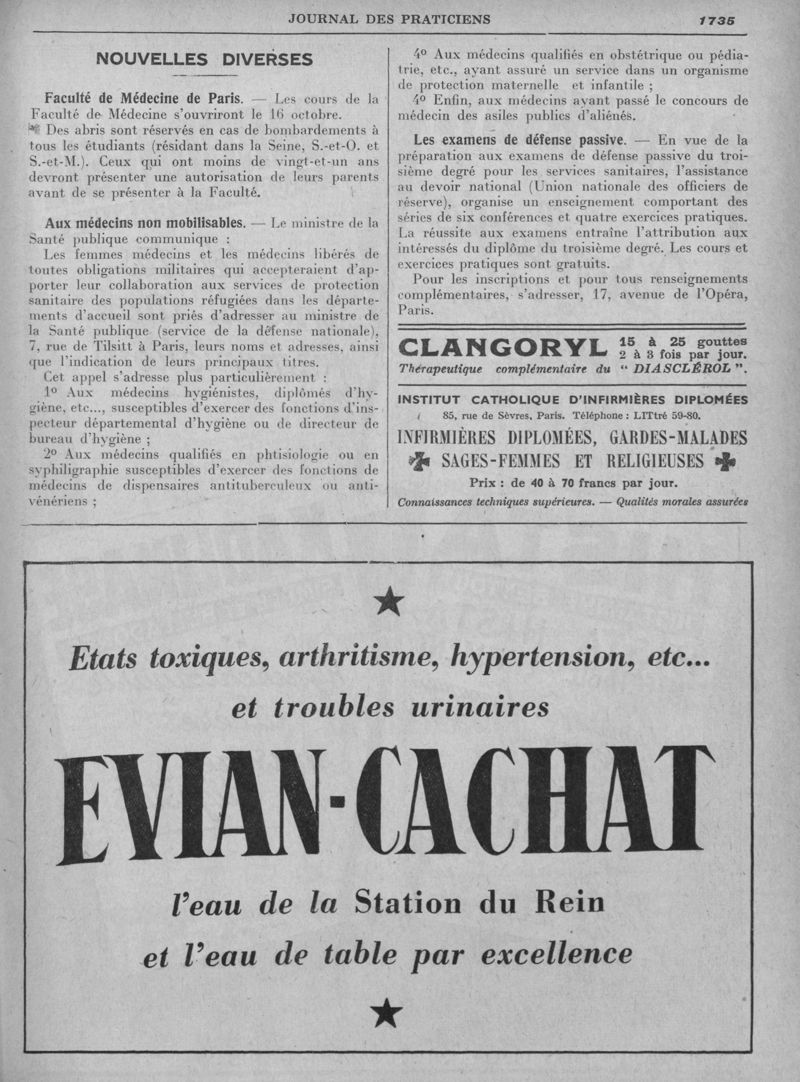 JOURNAL DES PRATICIENS 1735
NOUVELLES DIVERSES
Faculté de Médecine de Paris. — Les cours de la
Faculté de Médecine s'ouvriront le 16 octobre.
Des abris sont réservés en cas de bombardements à
tous les étudiants (résidant dans la Seine, S.-et-O. et
S.-et-M.). Ceux qui ont moins de vingt-et-un ans
devront présenter une autorisation de leurs parents
avant de se présenter à la Faculté.
Aux médecins non mobilisables. — Le ministre de la
Santé publique communique :
Les femmes médecins et les médecins libérés de
toutes obligations militaires qui accepteraient d'ap-
porter leur collaboration aux services de protection
sanitaire des populations réfugiées dans les départe-
ments d'accueil sont priés d'adresser au ministre de
la Santé publique (service de la défense nationale),
7, rue de Tilsitt à Paris, leurs noms et adresses, ainsi
que l'indication de leurs principaux titres.
Cet appel s'adresse plus particulièrement :
1º Aux médecins hygiénistes, diplômés d'hy-
giène, etc..., susceptibles d'exercer des fonctions d'ins-
pecteur départemental d'hygiène ou de directeur de
bureau d'hygiène ;
2º Aux médecins qualifiés en phtisiologie ou en
syphiligraphie susceptibles d'exercer des fonctions de
médecins de dispensaires antituberculeux ou anti-
vénériens ;
4º Aux médecins qualifiés en obstétrique ou pédia-
trie, etc., ayant assuré un service dans un organisme
de protection maternelle et infantile ;
4º Enfin, aux médecins ayant passé le concours de
médecin des asiles publics d'aliénés.
Les examens de défense passive. — En vue de la
préparation aux examens de défense passive du troi-
sième degré pour les services sanitaires, l'assistance
au devoir national (Union nationale des officiers de
réserve), organise un enseignement comportant des
séries de six conférences et quatre exercices pratiques.
La réussite aux examens entraîne l'attribution aux
intéressés du diplôme du troisième degré. Les cours et
exercices pratiques sont gratuits.
Pour les inscriptions et pour tous renseignements
complémentaires, s'adresser, 17, avenue de l'Opéra,
Paris.
CLANGORYL 15 à 25 gouttes
2 à 3 fois par jour.
Thérapeutique complémentaire du “ DIASCLÉROL ”.
INSTITUT CATHOLIQUE D'INFIRMIÈRES DIPLOMÉES
85, rue de Sèvres, Paris. Téléphone : LITtré 59-80.
INFIRMIÈRES DIPLOMÉES, GARDES-MALADES
SAGES-FEMMES ET RELIGIEUSES
Prix : de 40 à 70 francs par jour.
Connaissances techniques supérieures. — Qualités morales assurées
Etats toxiques, arthritisme, hypertension, etc...
et troubles urinaires
EVIAN-CACHAT
l'eau de la Station du Rein
et l'eau de table par excellence